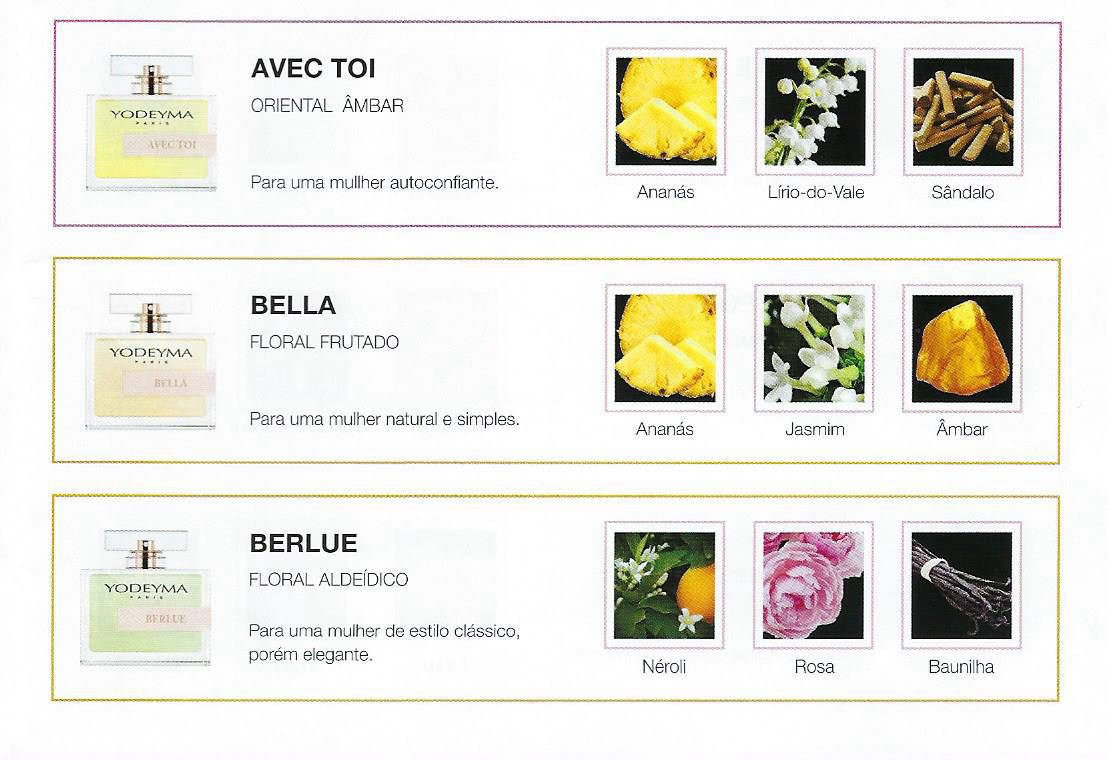 AVEC TOI
ORIENTAL ÂMBAR
Para uma mullher autoconfiante.
YODEYMA
PARIS
AVEC TOI
Ananás
Lírio-do-Vale
Sândalo
BELLA
FLORAL FRUTADO
Para uma mulher natural e simples.
YODEYMA
PARIS
BELLA
Ananás
Jasmim
Âmbar
BERLUE
FLORAL ALDEÍDICO
Para uma mulher de estilo clássico,
porém elegante.
YODEYMA
PARIS
BERLUE
Néroli
Rosa
Baunilha